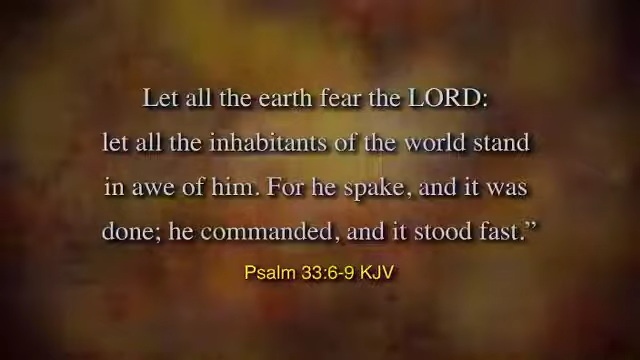 Let all the earth fear the LORD:
let all the inhabitants of the world stand
in awe of him. For he spake, and it was
done; he commanded, and it stood fast.”
Psalm 33:6-9 KJV